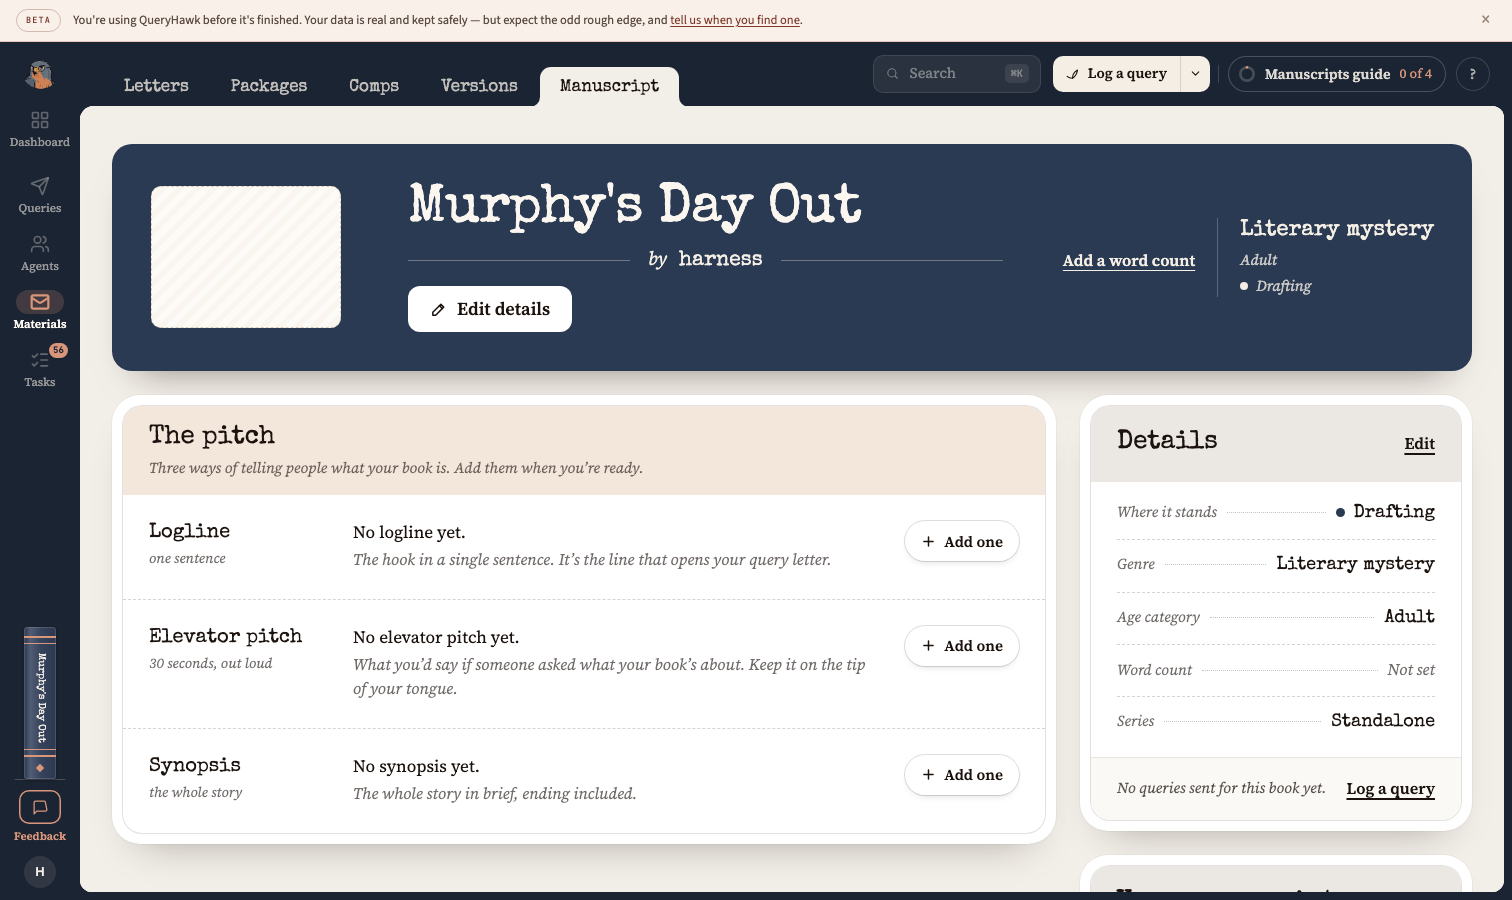 BETA
You're using QueryHawk before it's finished. Your data is real and kept safely — but expect the odd rough edge, and tell us when you find one.
×
Letters
Packages
Comps
Versions
Manuscript
Search
⌘K
Log a query
Manuscripts guide 0 of 4
?
Dashboard
Queries
Agents
Materials
56
Tasks
Murphy's Day Out
Feedback
H
Murphy's Day Out
by harness
Edit details
Add a word count
Literary mystery
Adult
Drafting
The pitch
Three ways of telling people what your book is. Add them when you’re ready.
Logline
one sentence
No logline yet.
The hook in a single sentence. It’s the line that opens your query letter.
+ Add one
Elevator pitch
30 seconds, out loud
No elevator pitch yet.
What you’d say if someone asked what your book’s about. Keep it on the tip
of your tongue.
+ Add one
Synopsis
the whole story
No synopsis yet.
The whole story in brief, ending included.
+ Add one
Details
Edit
Where it stands Drafting
Genre Literary mystery
Age category Adult
Word count Not set
Series Standalone
No queries sent for this book yet. Log a query